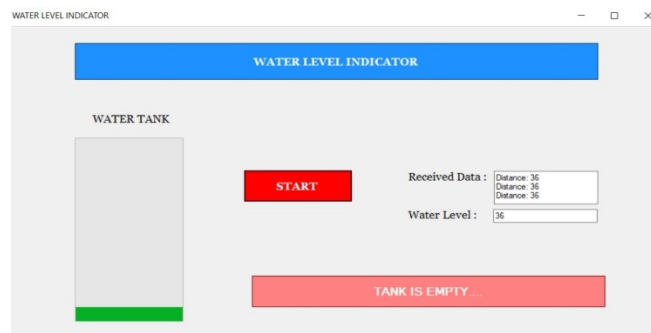 WATER LEVEL INDICATOR
WATER LEVEL INDICATOR
WATER TANK
START
Received Data :
Distance: 36
Distance: 36
Distance: 36
Water Level :
36
TANK IS EMPTY....